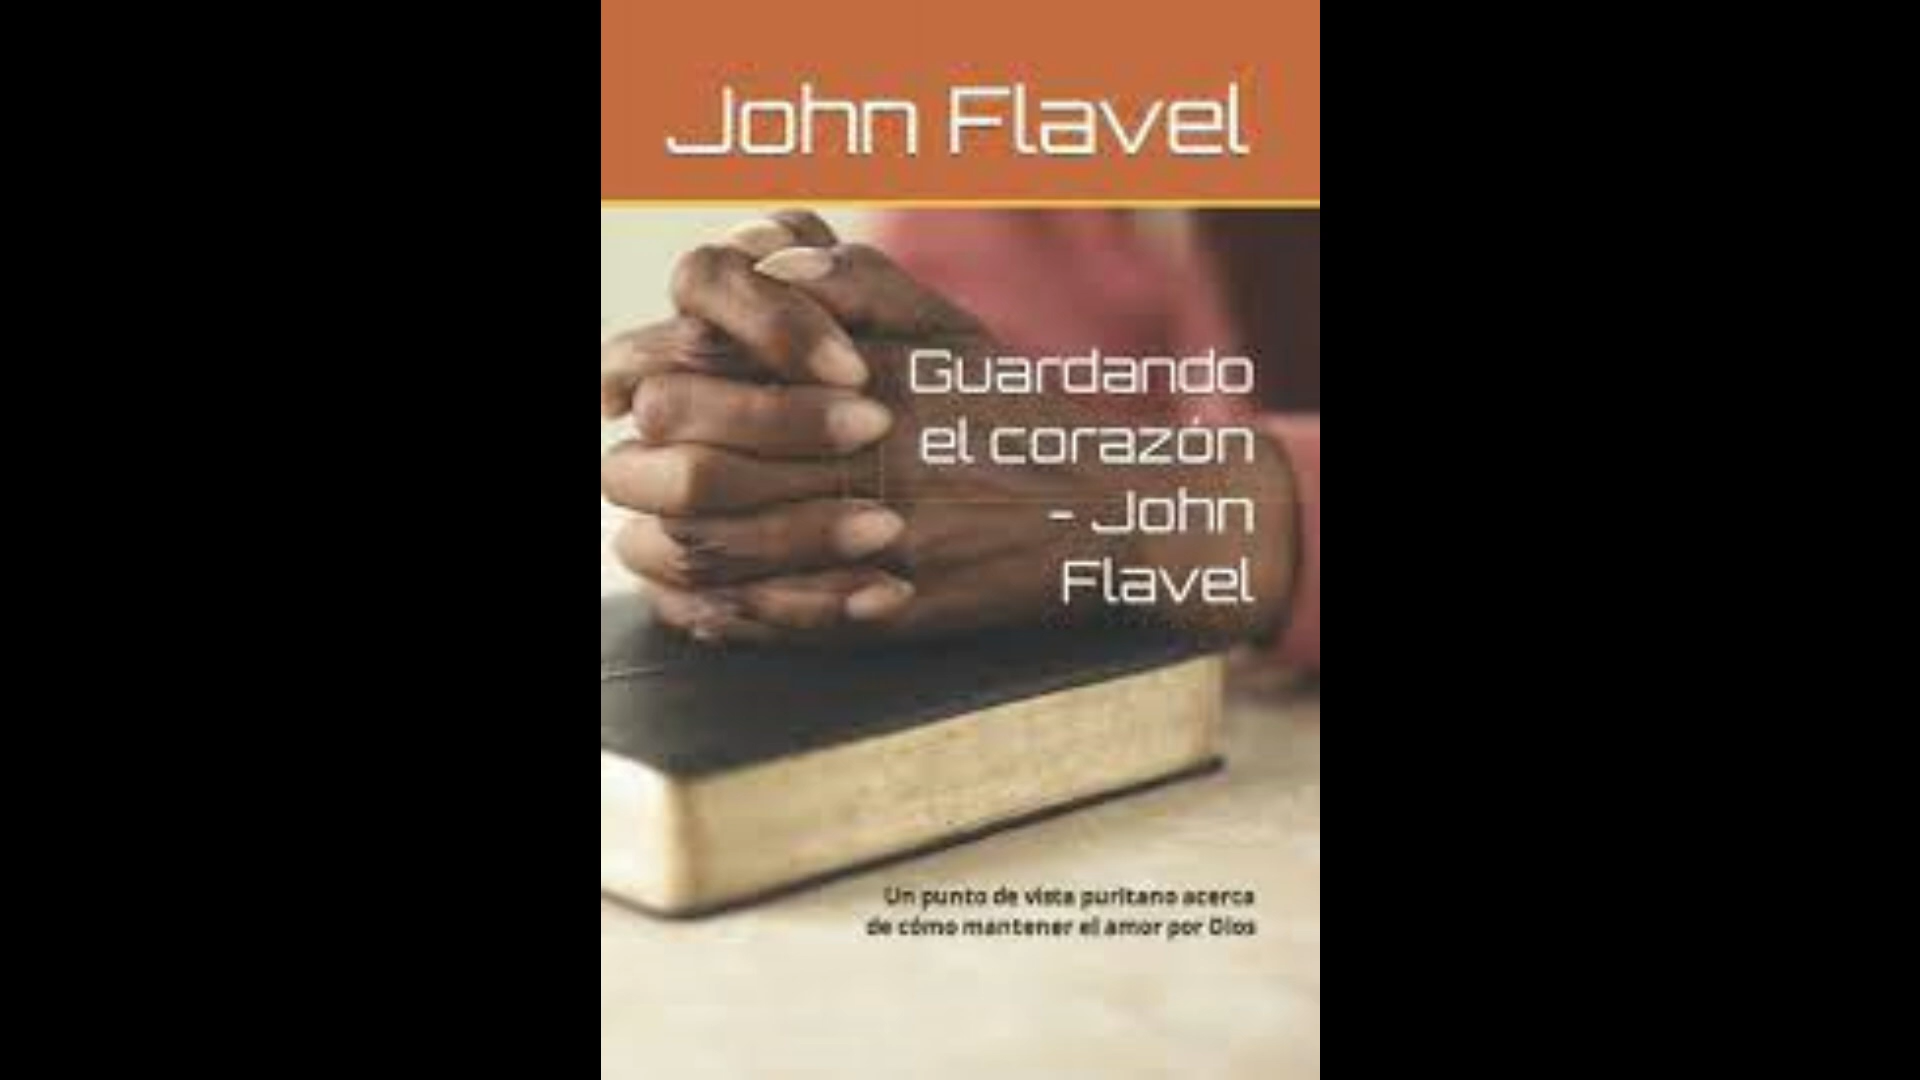 John Flavel
Guardando
el corazón
- John
Flavel
Un punto de vista puritano acerca
de cómo mantener el amor por Dios